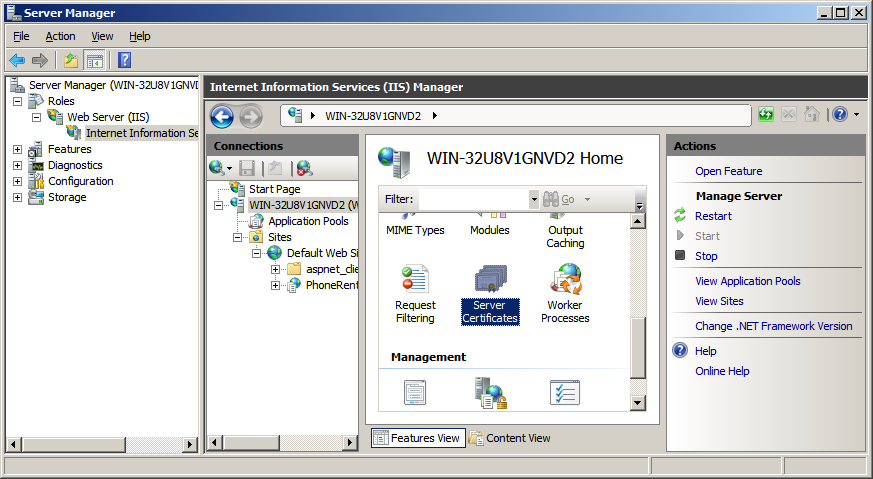 Server Manager
File Action View Help
Server Manager (WIN-32U8V1GNVD
Roles
Web Server (IIS)
Internet Information Se
Features
Diagnostics
Configuration
Storage
Internet Information Services (IIS) Manager
WIN-32U8V1GNVD2
Connections
Start Page
WIN-32U8V1GNVD2 (W
Application Pools
Sites
Default Web Si
aspnet_clie
PhoneRent
WIN-32U8V1GNVD2 Home
Filter: Go
MIME Types
Modules
Output
Caching
Request
Filtering
Server
Certificates
Worker
Processes
Management
Features View
Content View
Actions
Open Feature
Manage Server
Restart
Start
Stop
View Application Pools
View Sites
Change .NET Framework Version
Help
Online Help